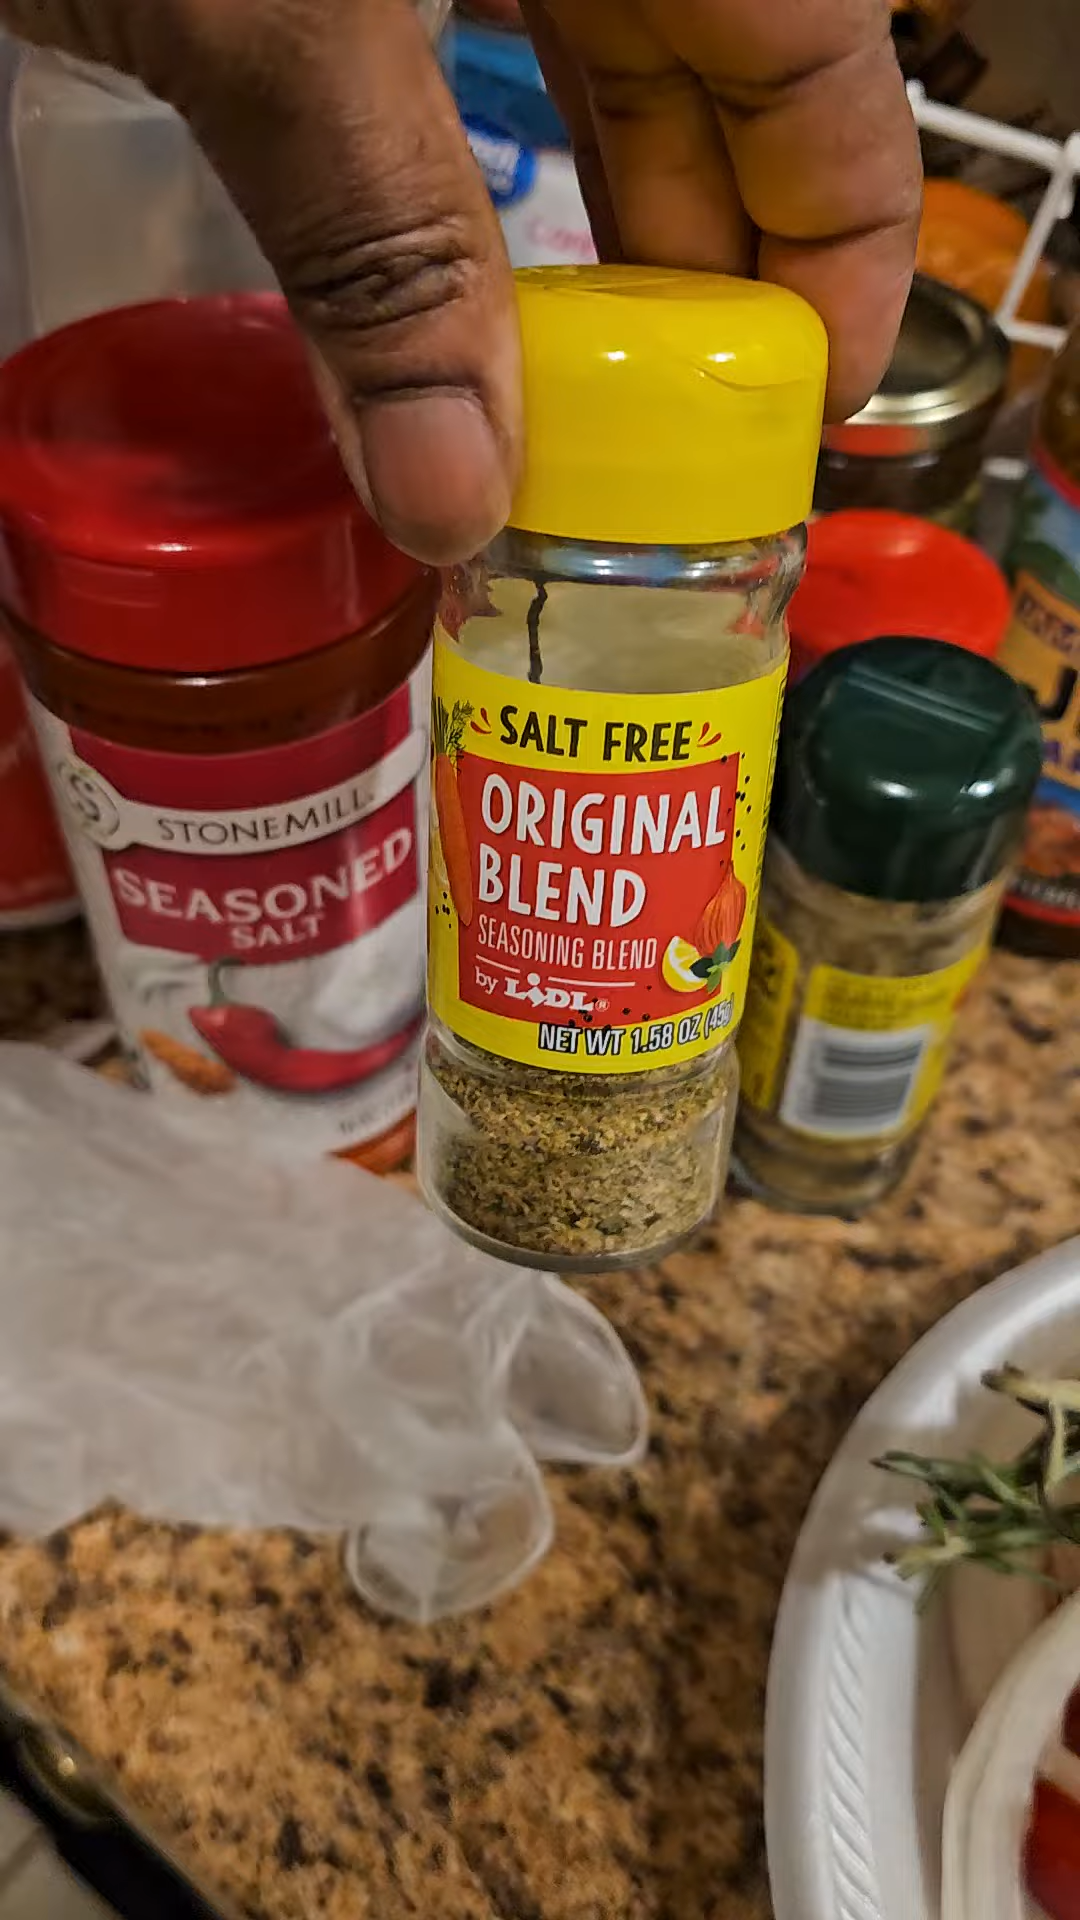 SALT FREE
ORIGINAL
BLEND
SEASONING BLEND
by LIDL®
NET WT 1.58 OZ (45g)
STONEMILL
SEASONED
SALT